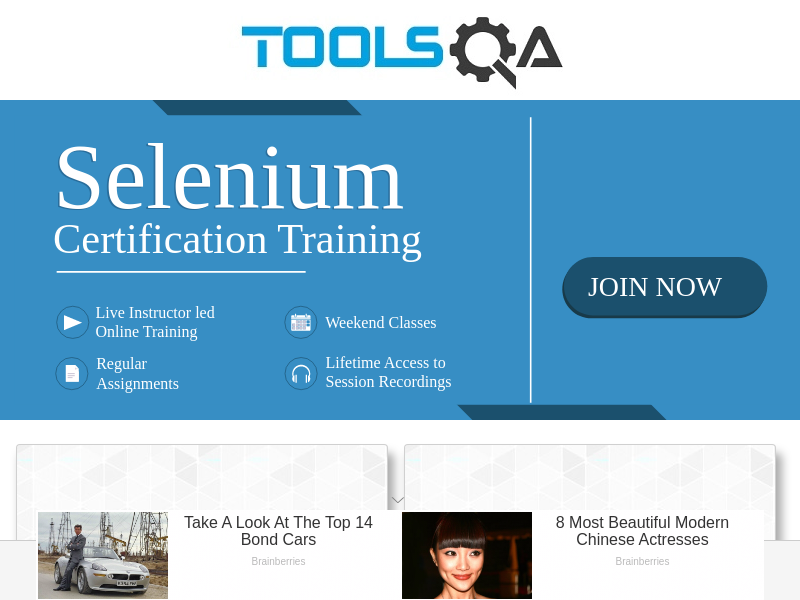 TOOLSQA
Selenium
Certification Training
JOIN NOW
Live Instructor led
Online Training
Weekend Classes
Regular
Assignments
Lifetime Access to
Session Recordings
Take A Look At The Top 14
Bond Cars
Brainberries
8 Most Beautiful Modern
Chinese Actresses
Brainberries